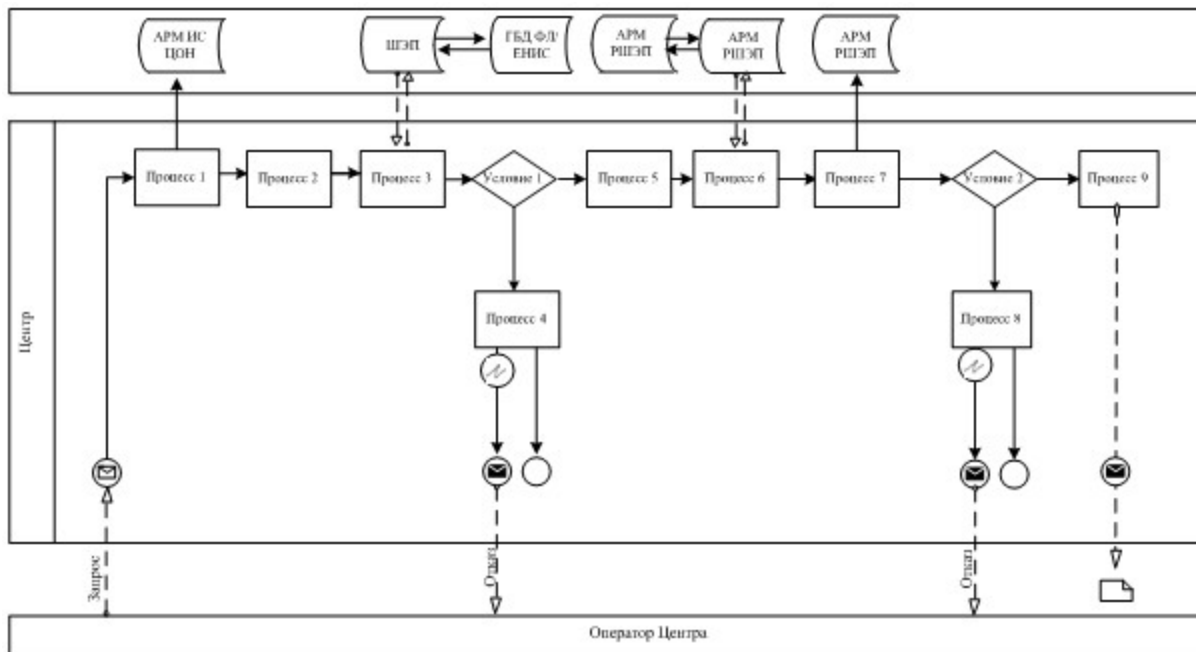 АРМ ИС
ЦОН
ШЭП
ГБД ФЛ/
ЕНИС
АРМ
РШЭП
АРМ
РШЭП
АРМ
РШЭП
Центр
Процесс 1
Процесс 2
Процесс 3
Условие 1
Процесс 5
Процесс 6
Процесс 7
Условие 2
Процесс 9
Процесс 4
Процесс 8
Запрос
Отказ
Отказ
Оператор Центра